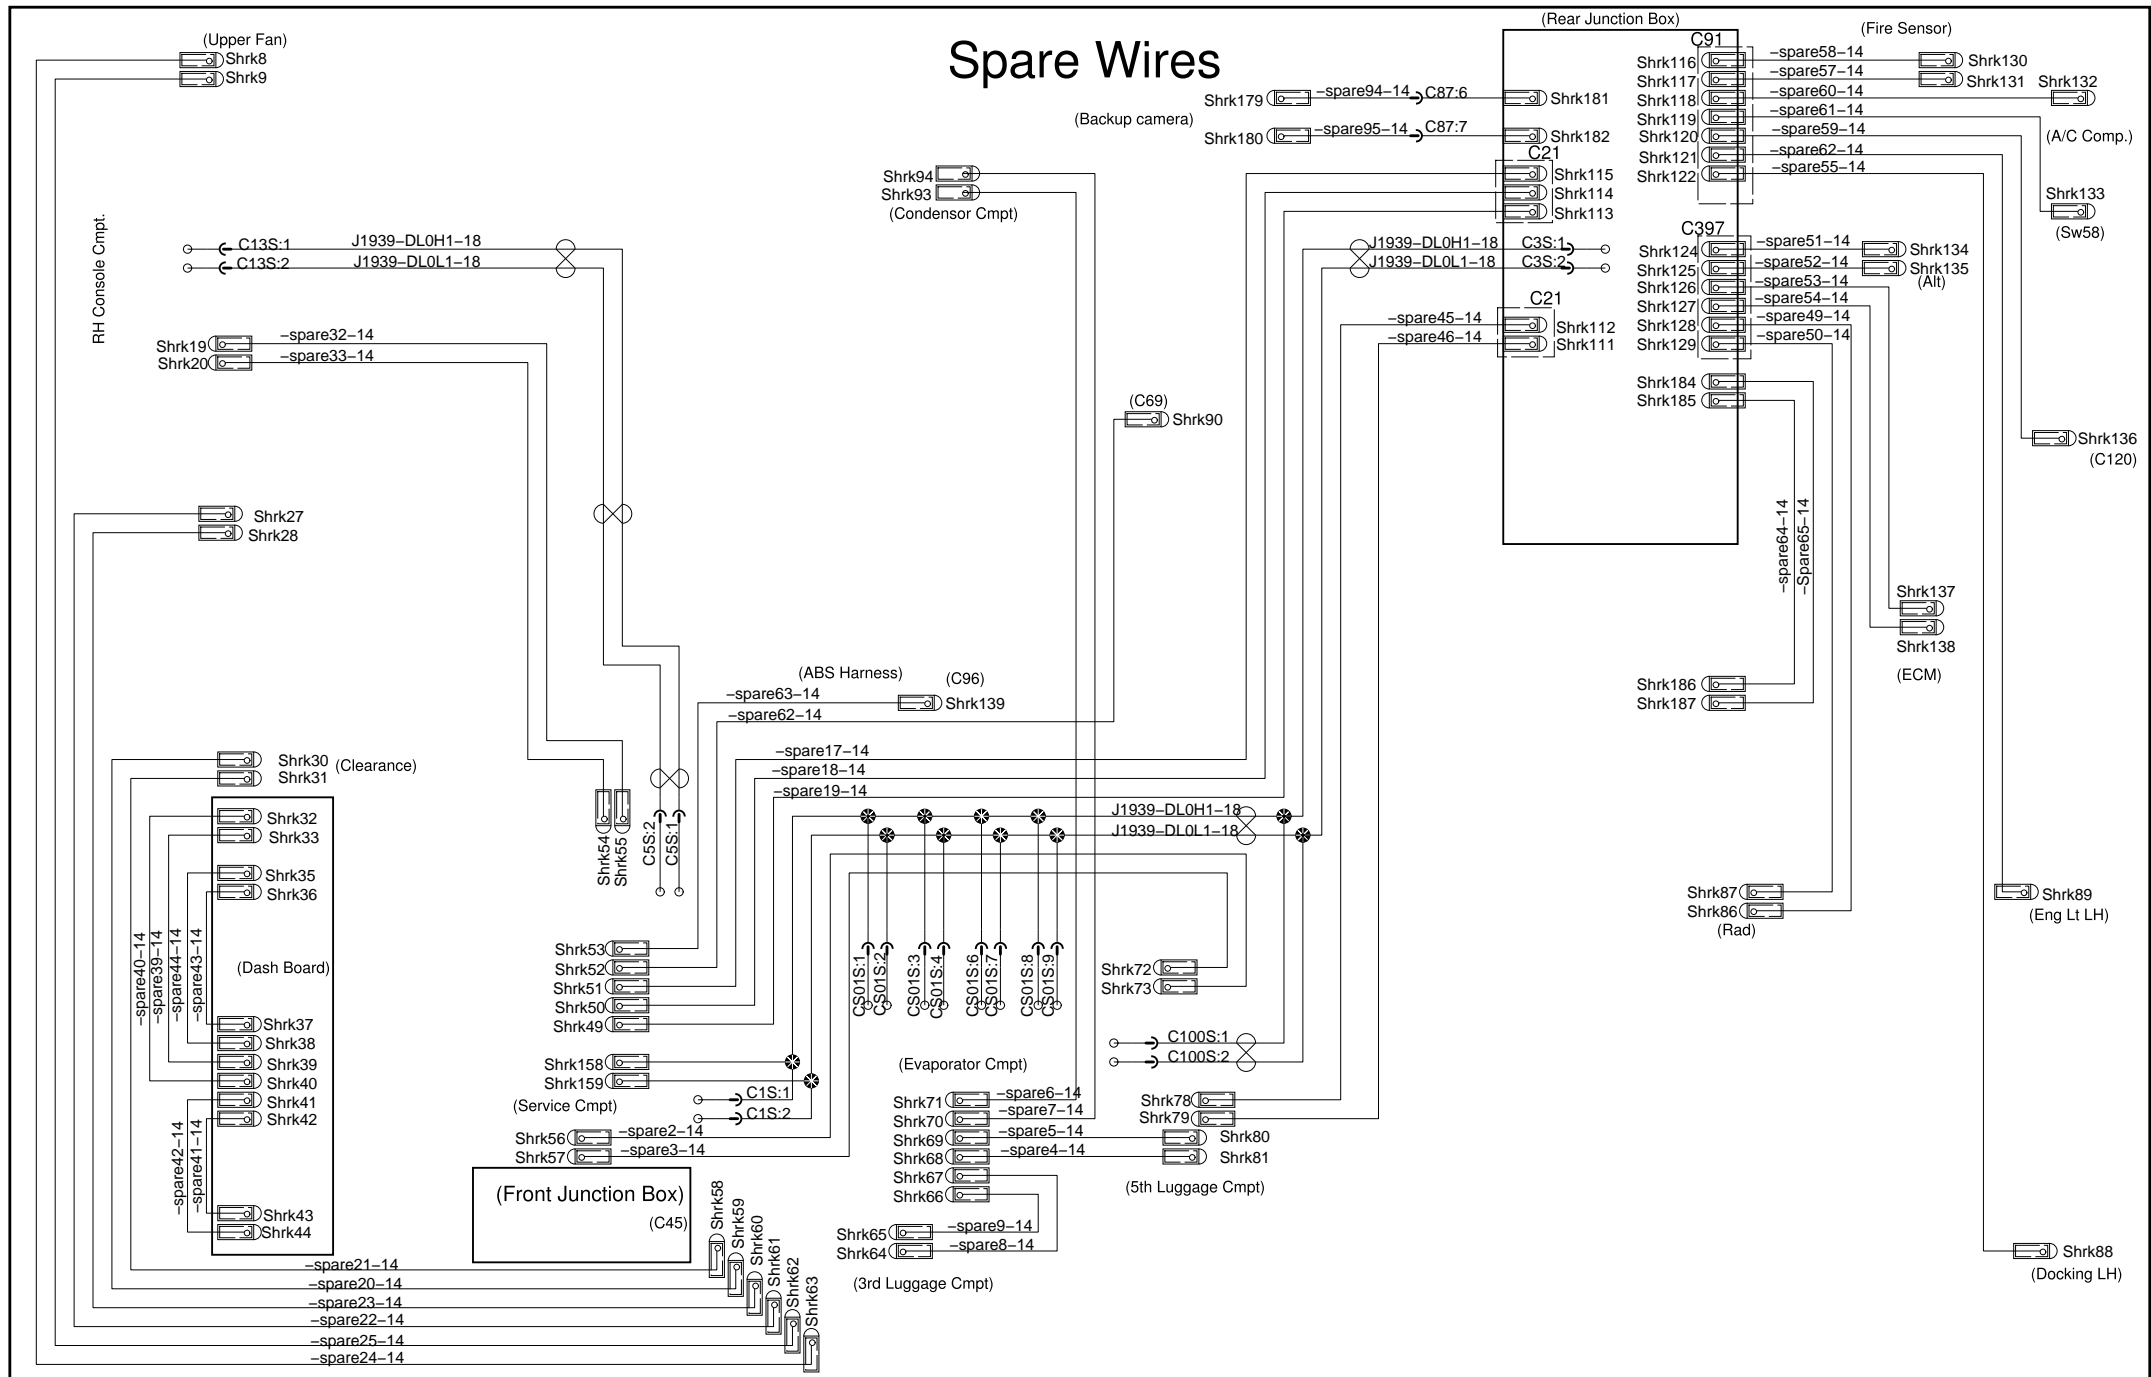 Spare Wires
(Upper Fan)
Shrk8
Shrk9
RH Console Cmpt.
C13S:1
J1939–DL0H1–18
C13S:2
J1939–DL0L1–18
Shrk19
–spare32–14
Shrk20
–spare33–14
Shrk27
Shrk28
Shrk30
(Clearance)
Shrk31
Shrk32
Shrk33
Shrk35
Shrk36
(Dash Board)
Shrk37
Shrk38
Shrk39
Shrk40
Shrk41
Shrk42
Shrk43
Shrk44
–spare40–14
–spare39–14
–spare44–14
–spare43–14
–spare42–14
–spare41–14
–spare21–14
–spare20–14
–spare23–14
–spare22–14
–spare25–14
–spare24–14
Shrk54
Shrk55
C5S:2
C5S:1
Shrk53
Shrk52
Shrk51
Shrk50
Shrk49
Shrk158
Shrk159
(Service Cmpt)
C1S:1
C1S:2
Shrk56
–spare2–14
Shrk57
–spare3–14
(Front Junction Box)
(C45)
Shrk58
Shrk59
Shrk60
Shrk61
Shrk62
Shrk63
Shrk94
Shrk93
(Condensor Cmpt)
(C69)
Shrk90
(ABS Harness)
(C96)
–spare63–14
Shrk139
–spare62–14
–spare17–14
–spare18–14
–spare19–14
J1939–DL0H1–18
J1939–DL0L1–18
CS01S:1
CS01S:2
CS01S:3
CS01S:4
CS01S:6
CS01S:7
CS01S:8
CS01S:9
Shrk72
Shrk73
C100S:1
C100S:2
(Evaporator Cmpt)
Shrk71
–spare6–14
Shrk70
–spare7–14
Shrk69
–spare5–14
Shrk68
–spare4–14
Shrk67
Shrk66
Shrk65
–spare9–14
Shrk64
–spare8–14
(3rd Luggage Cmpt)
Shrk78
Shrk79
Shrk80
Shrk81
(5th Luggage Cmpt)
(Rear Junction Box)
Shrk179
–spare94–14
C87:6
Shrk181
(Backup camera)
Shrk180
–spare95–14
C87:7
Shrk182
C21
Shrk115
Shrk114
Shrk113
J1939–DL0H1–18
C3S:1
J1939–DL0L1–18
C3S:2
C21
–spare45–14
Shrk112
–spare46–14
Shrk111
C91
(Fire Sensor)
Shrk116
–spare58–14
Shrk130
Shrk117
–spare57–14
Shrk131
Shrk132
Shrk118
–spare60–14
Shrk119
–spare61–14
Shrk120
–spare59–14
(A/C Comp.)
Shrk121
–spare62–14
Shrk122
–spare55–14
Shrk133
(Sw58)
C397
Shrk124
–spare51–14
Shrk134
Shrk125
–spare52–14
Shrk135
(Alt)
Shrk126
–spare53–14
Shrk127
–spare54–14
Shrk128
–spare49–14
Shrk129
–spare50–14
Shrk184
Shrk185
Shrk136
(C120)
–spare64–14
–Spare65–14
Shrk137
Shrk138
(ECM)
Shrk186
Shrk187
Shrk87
Shrk86
(Rad)
Shrk89
(Eng Lt LH)
Shrk88
(Docking LH)